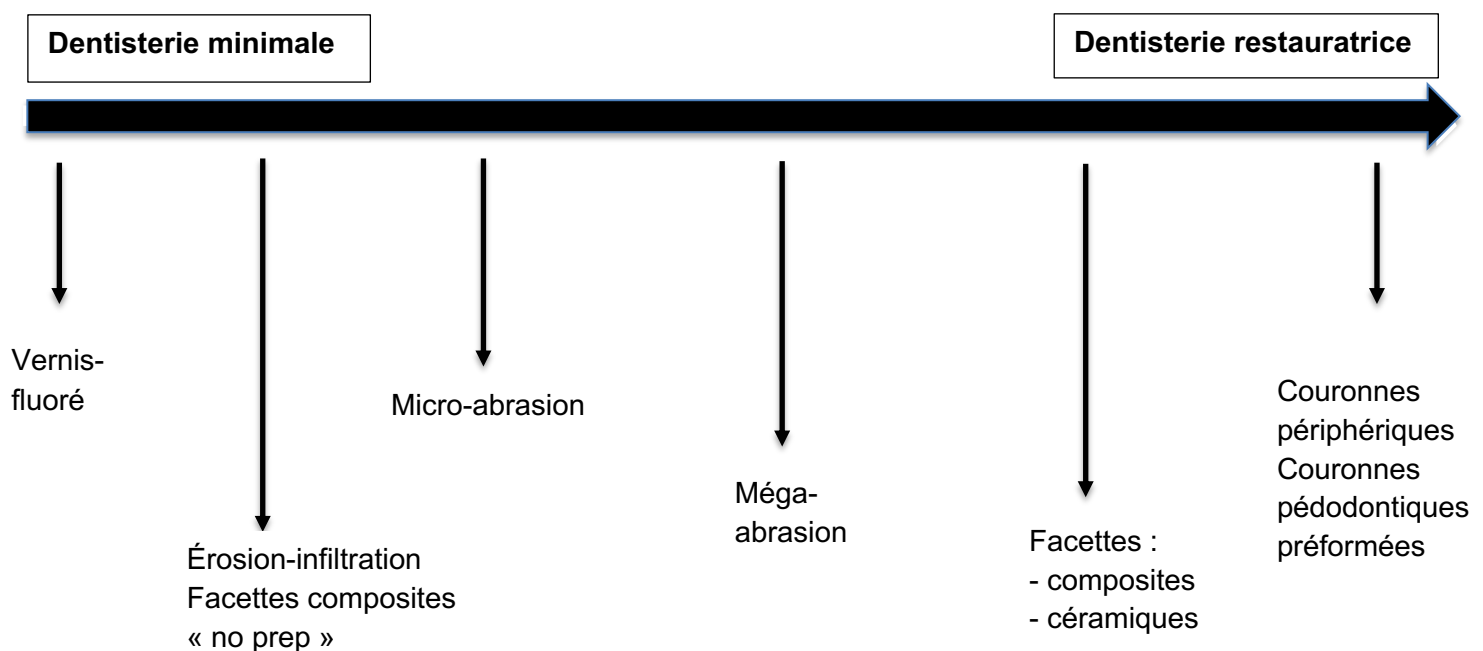 Dentisterie minimale
Dentisterie restauratrice
Vernis-
fluoré
Érosion-infiltration
Facettes composites
« no prep »
Micro-abrasion
Méga-
abrasion
Facettes :
- composites
- céramiques
Couronnes
périphériques
Couronnes
pédodontiques
préformées